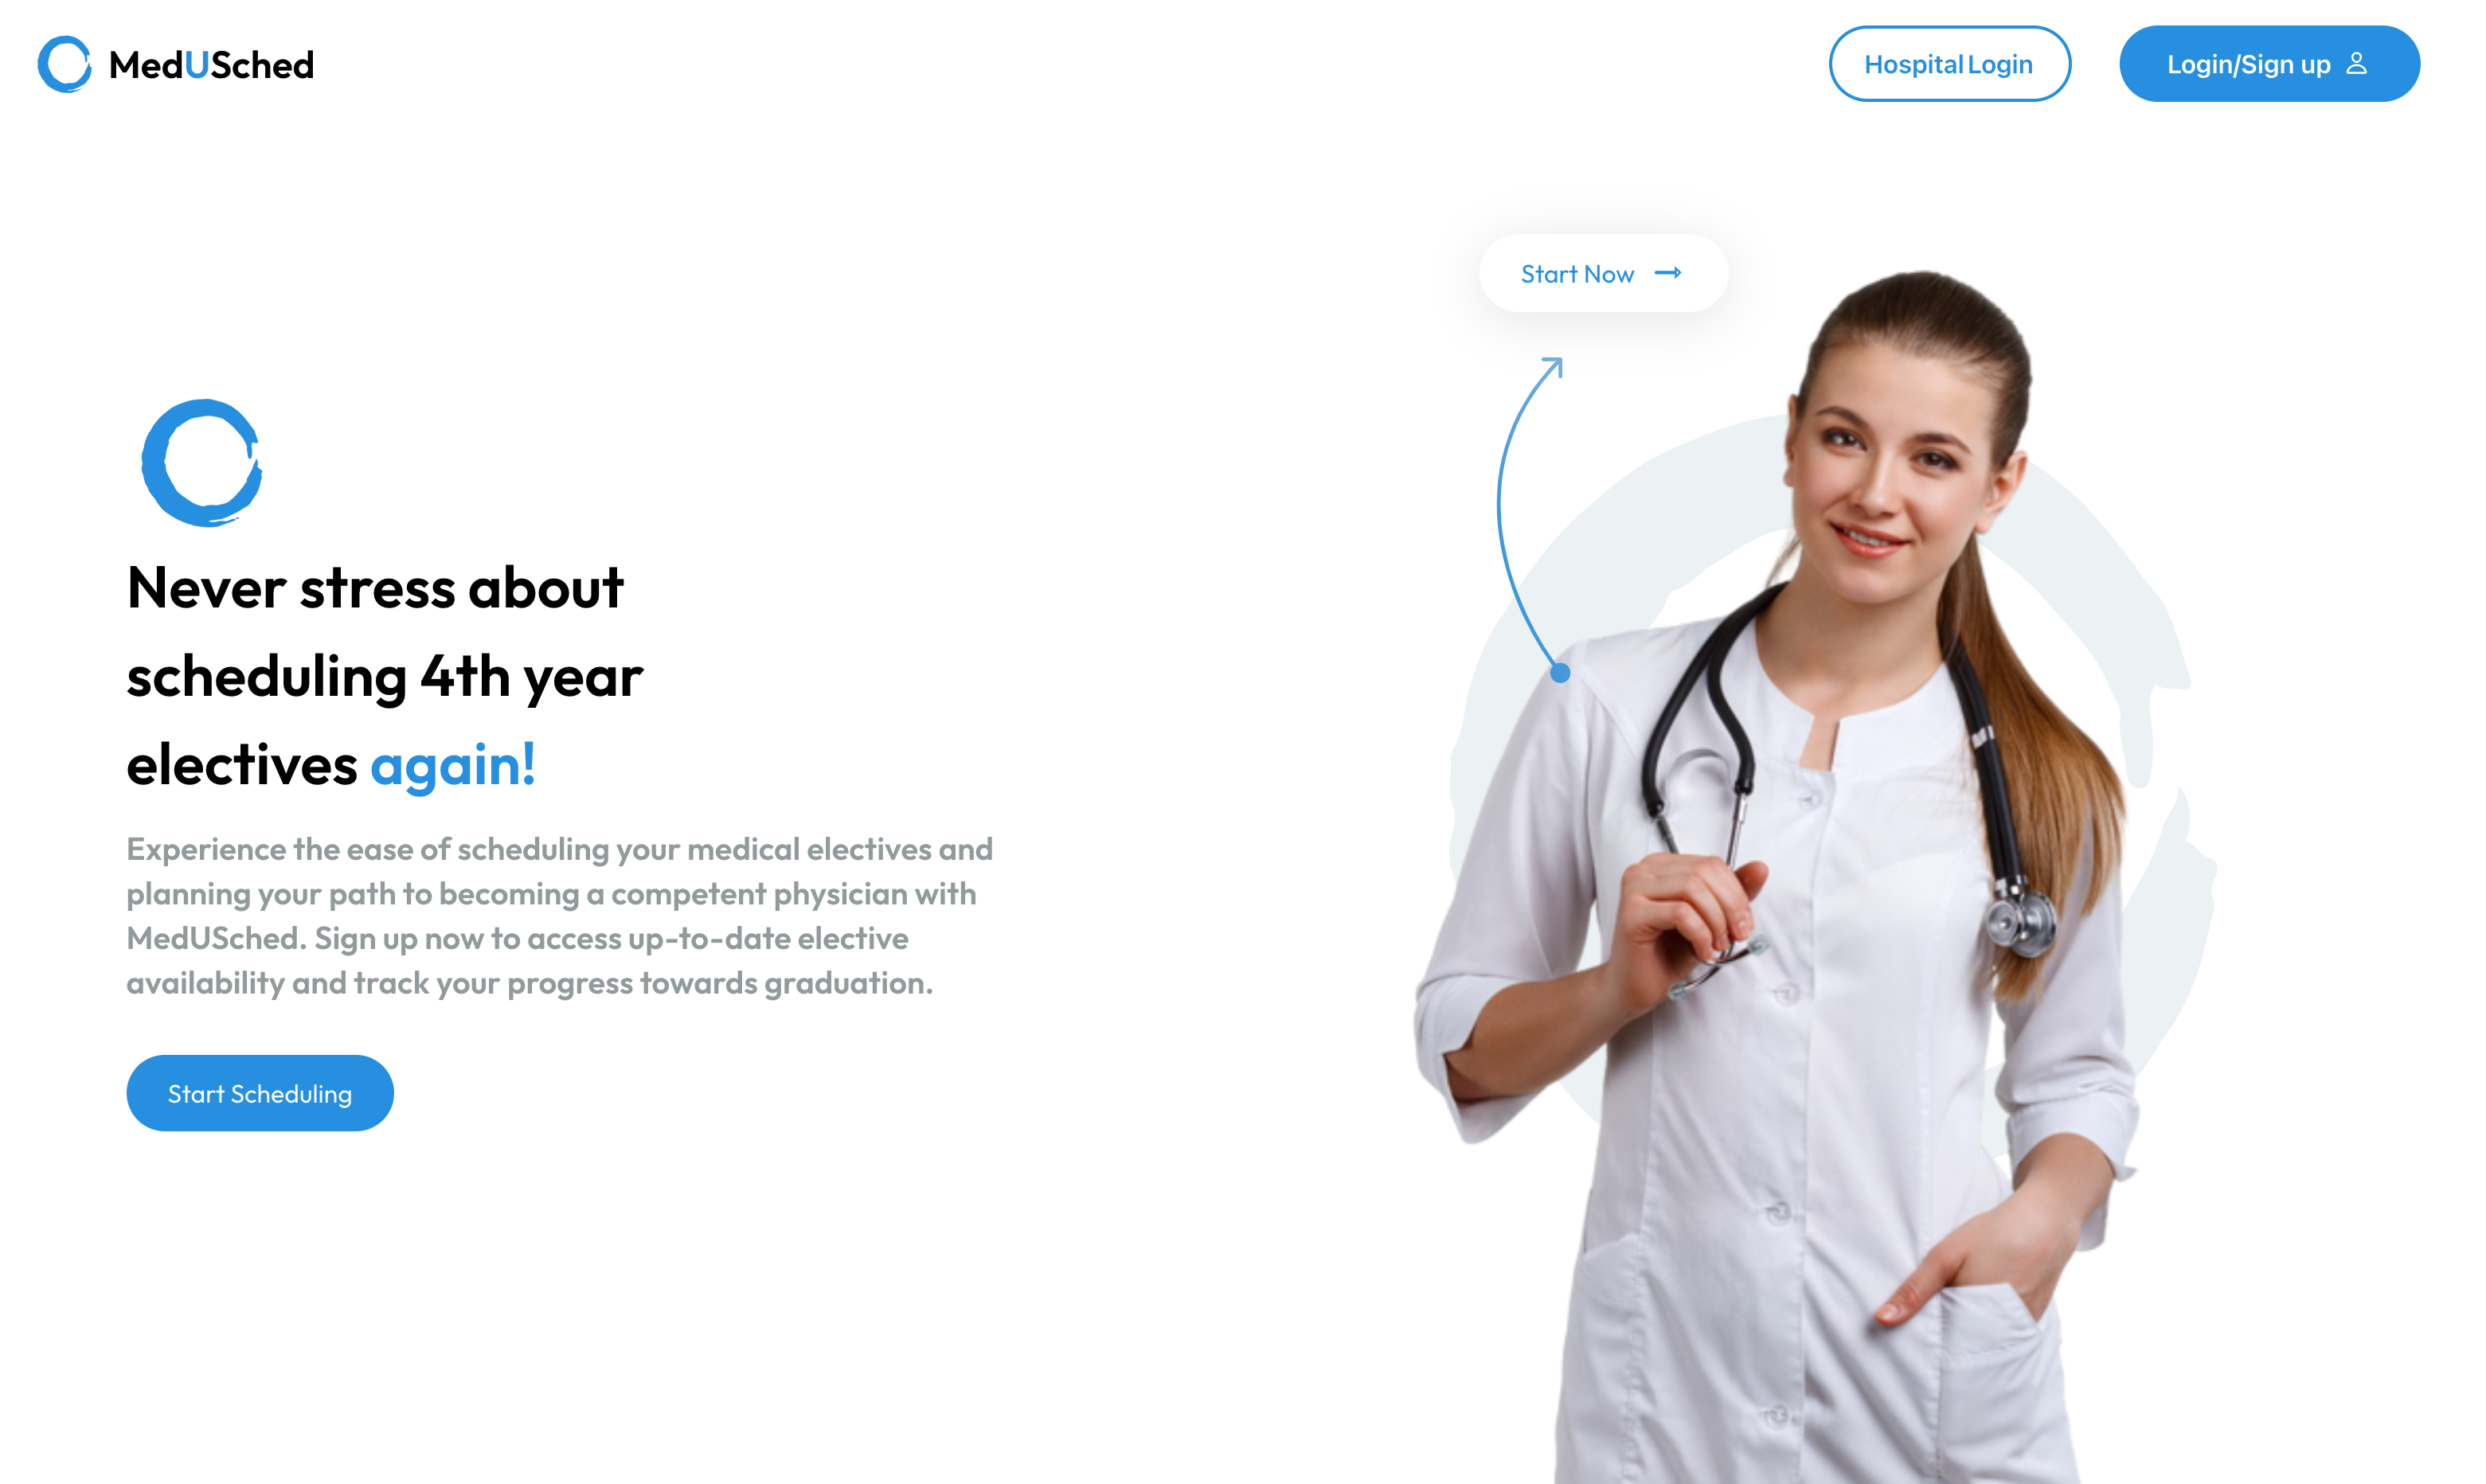 MedUSched
Hospital Login
Login/Sign up
Start Now
Never stress about
scheduling 4th year
electives again!
Experience the ease of scheduling your medical electives and
planning your path to becoming a competent physician with
MedUSched. Sign up now to access up-to-date elective
availability and track your progress towards graduation.
Start Scheduling